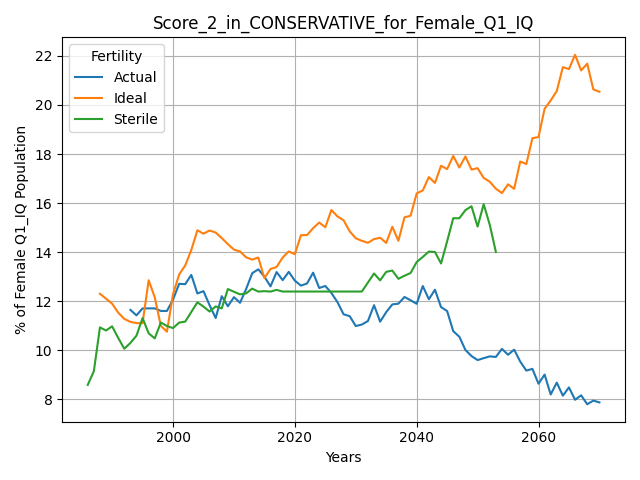 Score_2_in_CONSERVATIVE_for_Female_Q1_IQ
Fertility
Actual
Ideal
Sterile
% of Female Q1_IQ Population
22
20
18
16
14
12
10
8
2000
2020
2040
2060
Years